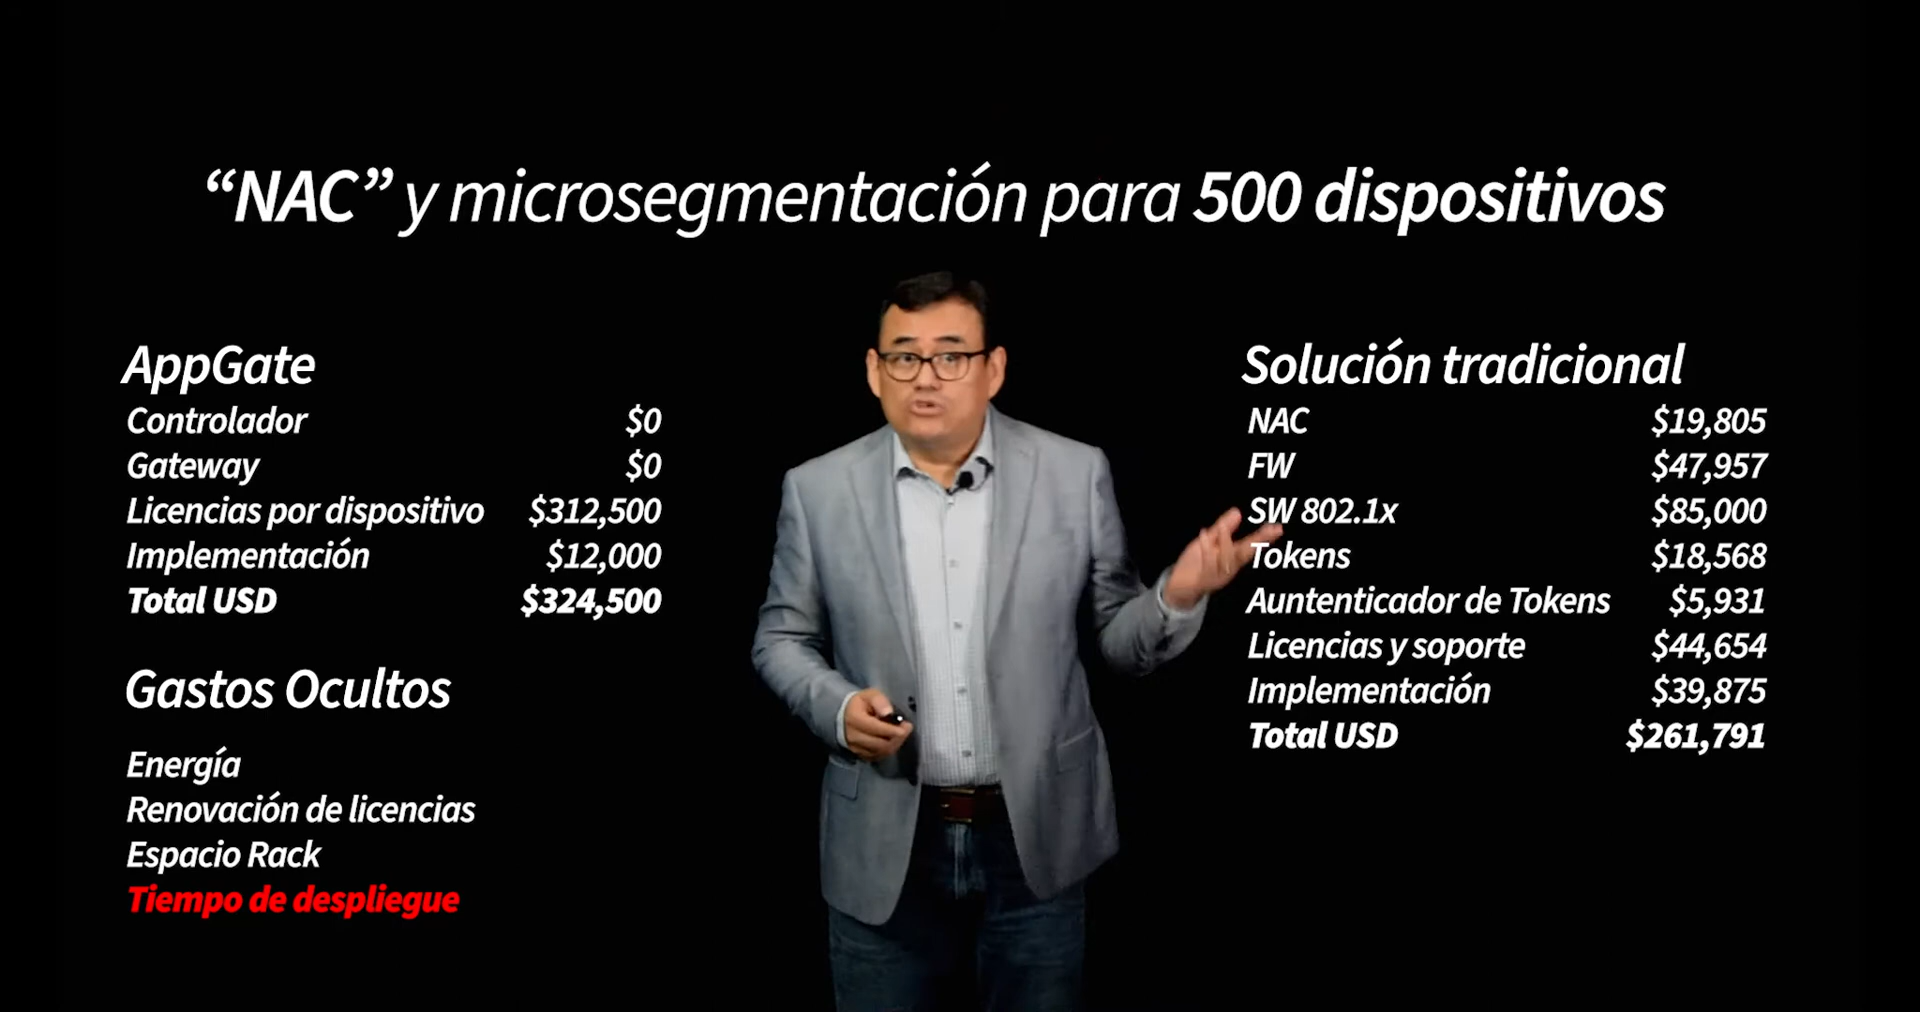 “NAC” y microsegmentación para 500 dispositivos
AppGate
Controlador $0
Gateway $0
Licencias por dispositivo $312,500
Implementación $12,000
Total USD $324,500
Gastos Ocultos
Energía
Renovación de licencias
Espacio Rack
Tiempo de despliegue
Solución tradicional
NAC $19,805
FW $47,957
SW 802.1x $85,000
Tokens $18,568
Auntenticador de Tokens $5,931
Licencias y soporte $44,654
Implementación $39,875
Total USD $261,791